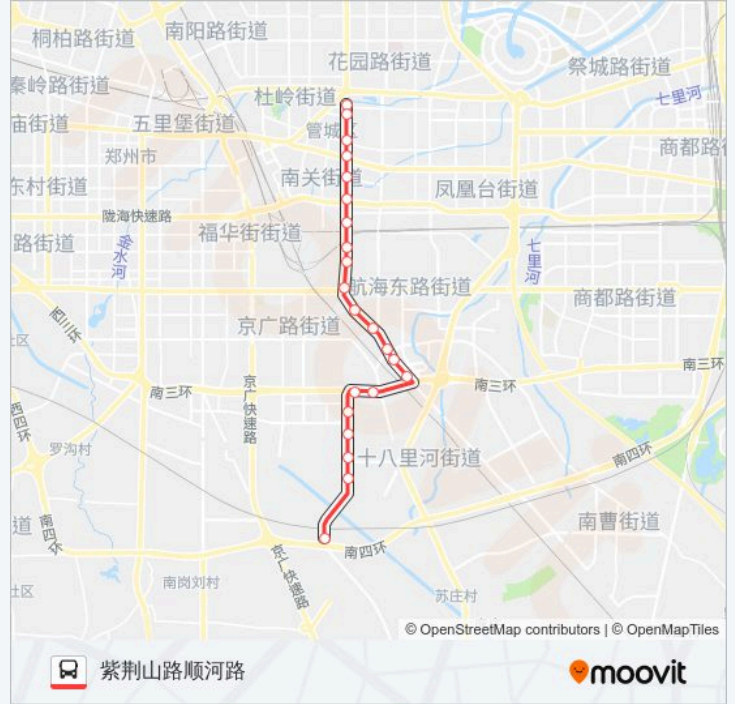 南阳路街道
桐柏路街道
花园路街道
祭城路街道
秦岭路街道
杜岭街道
七里河
庙街道
五里堡街道
管城区
郑州市
商都路街
南关街道
东村街道
凤凰台街道
陇海快速路
福华街街道
路街道
金水河
七里河
航海东路街道
商都路街道
京广路街道
西三环
社区
南三环
南三环
南三环
京广快速路
西四环
罗沟村
十八里河街道
南四环
道
南四环
南曹街道
南四环
京广快速路
南岗刘村
社区
苏庄村
© OpenStreetMap contributors | © OpenMapTiles
紫荆山路顺河路
moovit